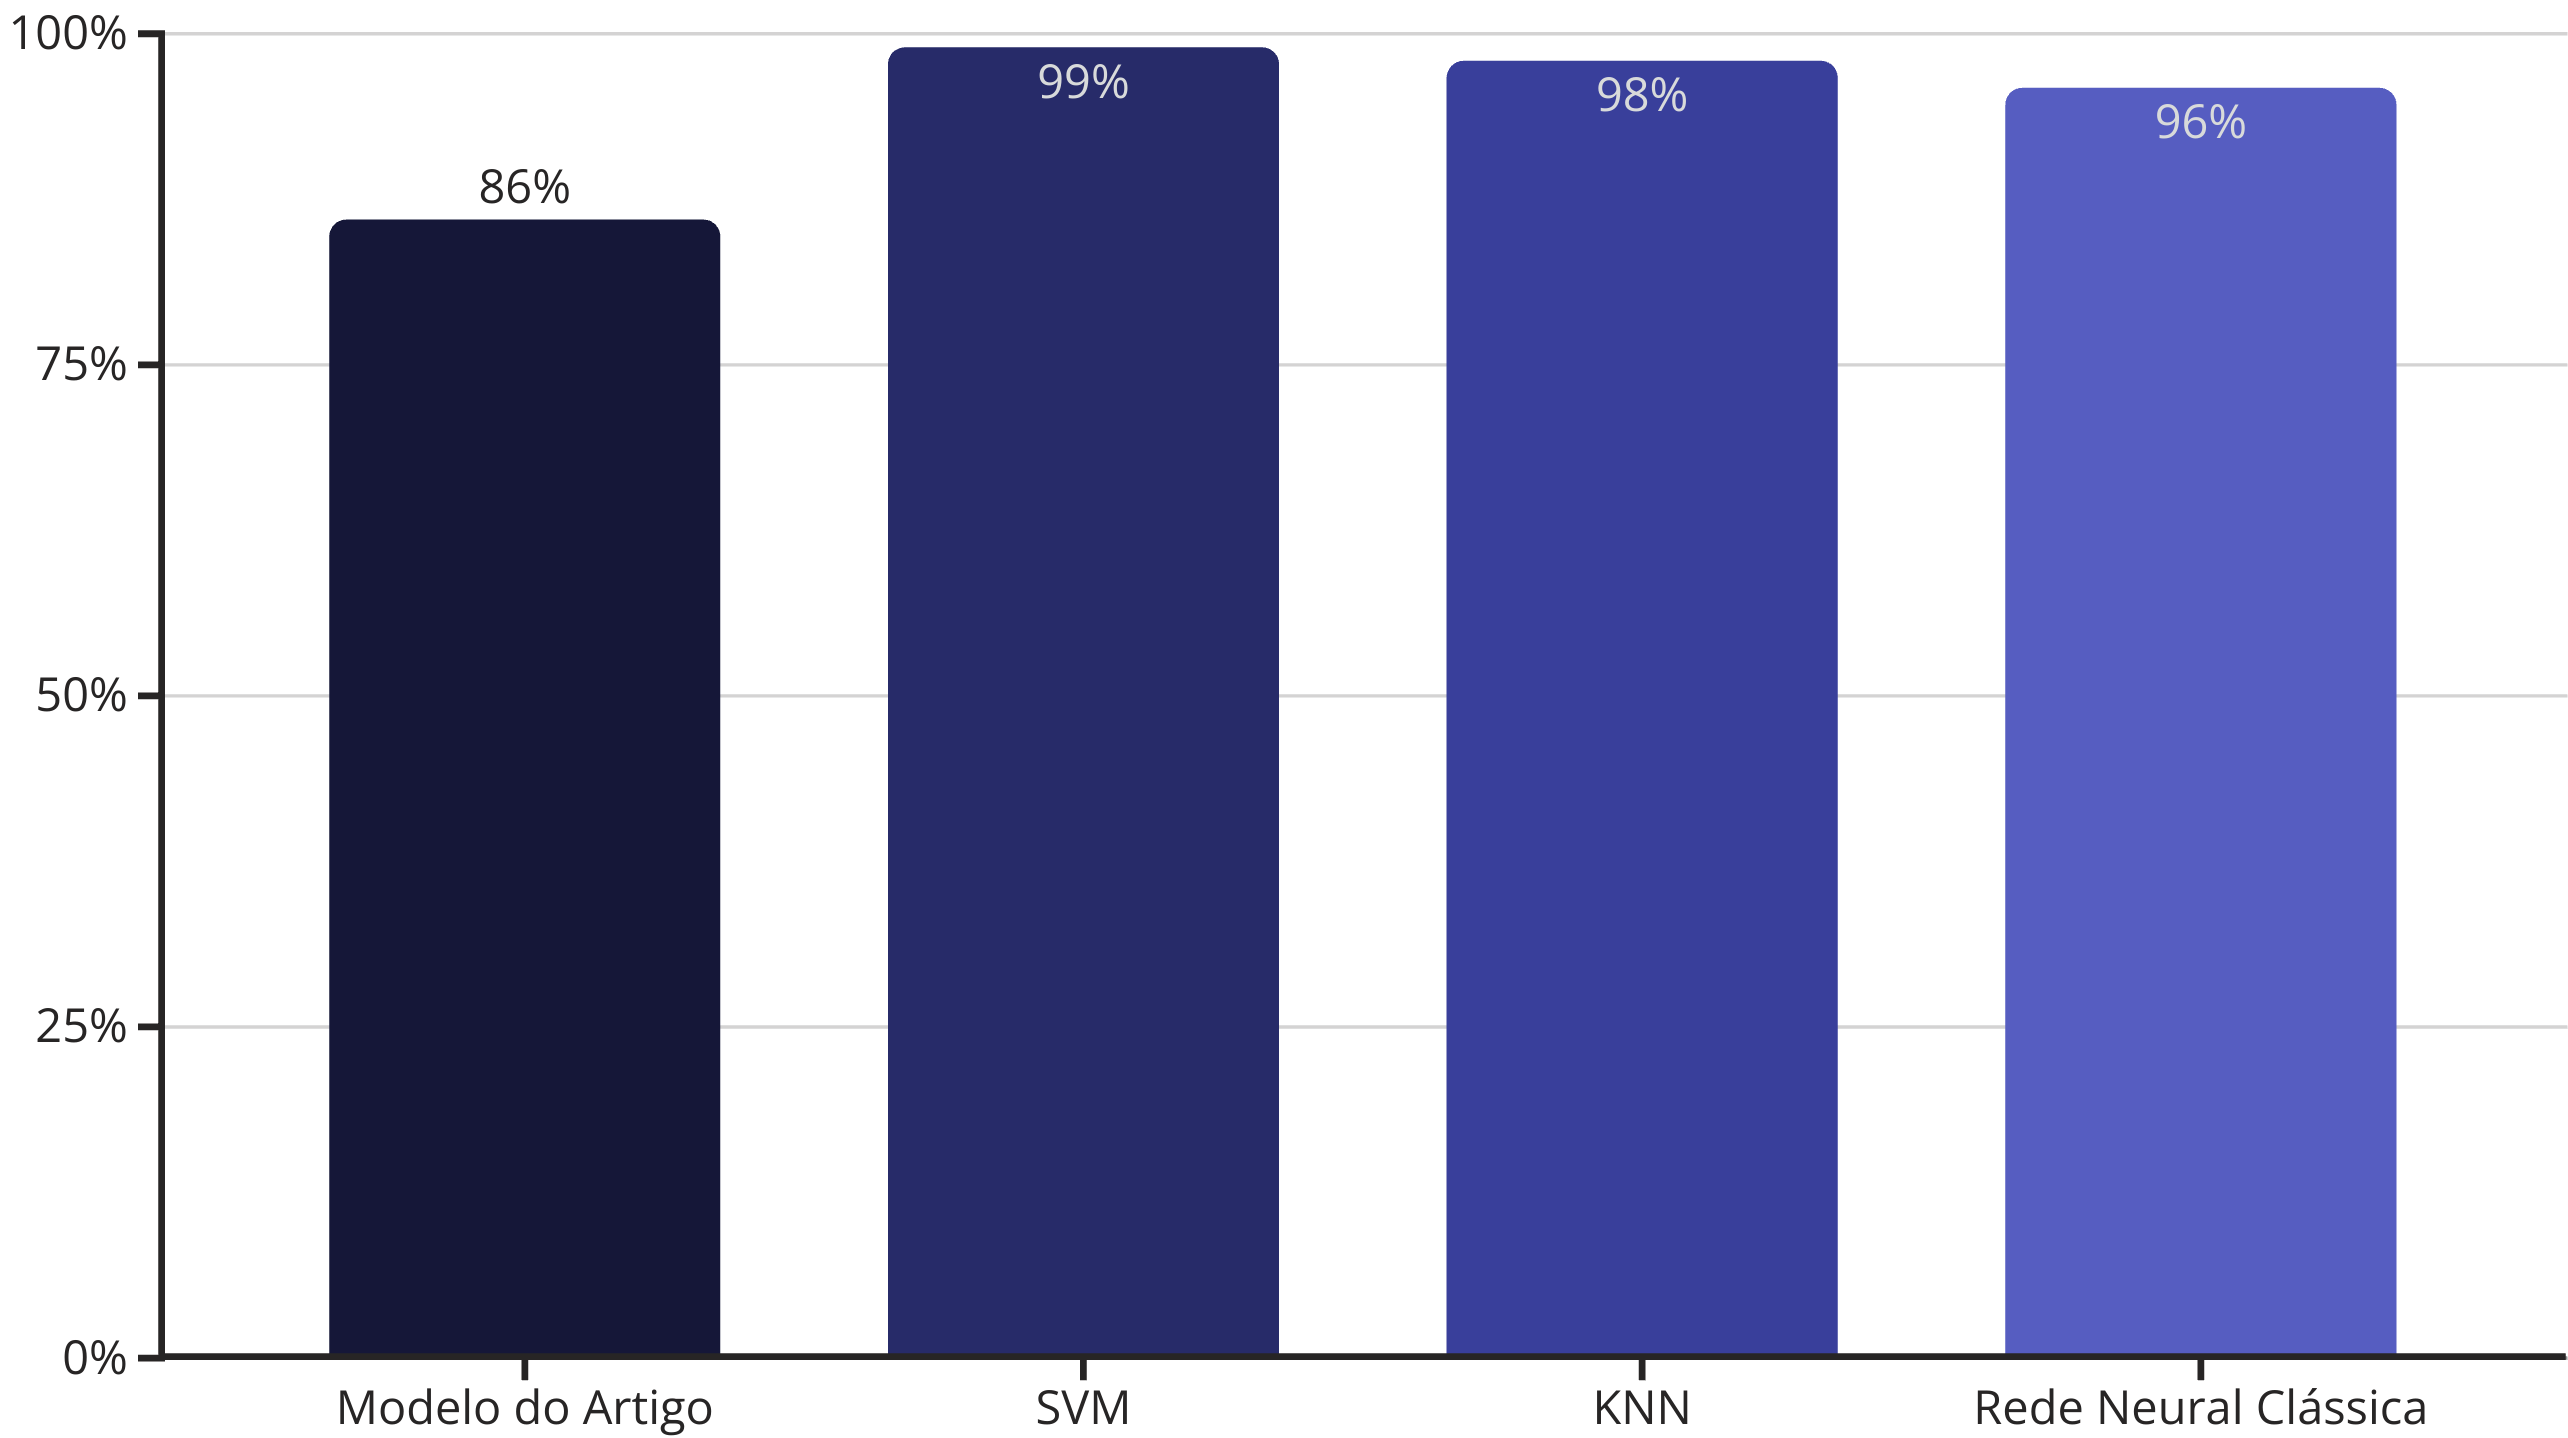 100%
99%
98%
96%
86%
75%
50%
25%
0%
Modelo do Artigo
SVM
KNN
Rede Neural Clássica